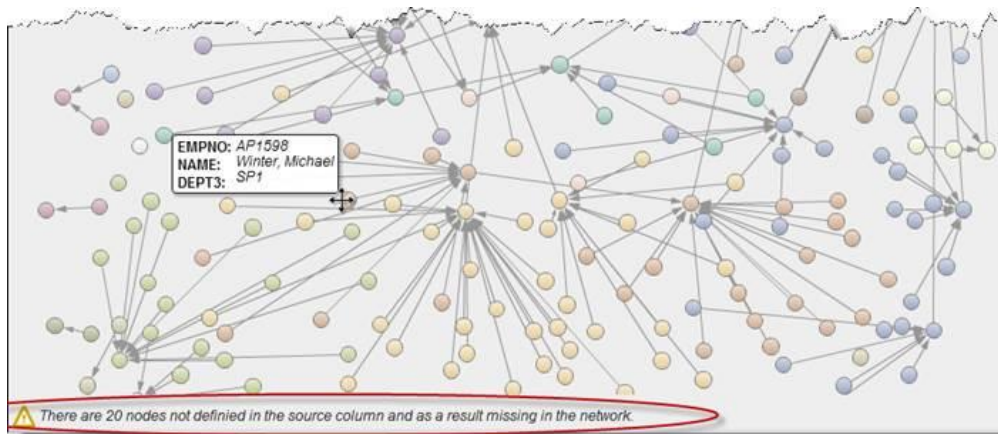 EMPNO: AP1598
NAME: Winter, Michael
DEPT3: SP1
There are 20 nodes not definied in the source column and as a result missing in the network.